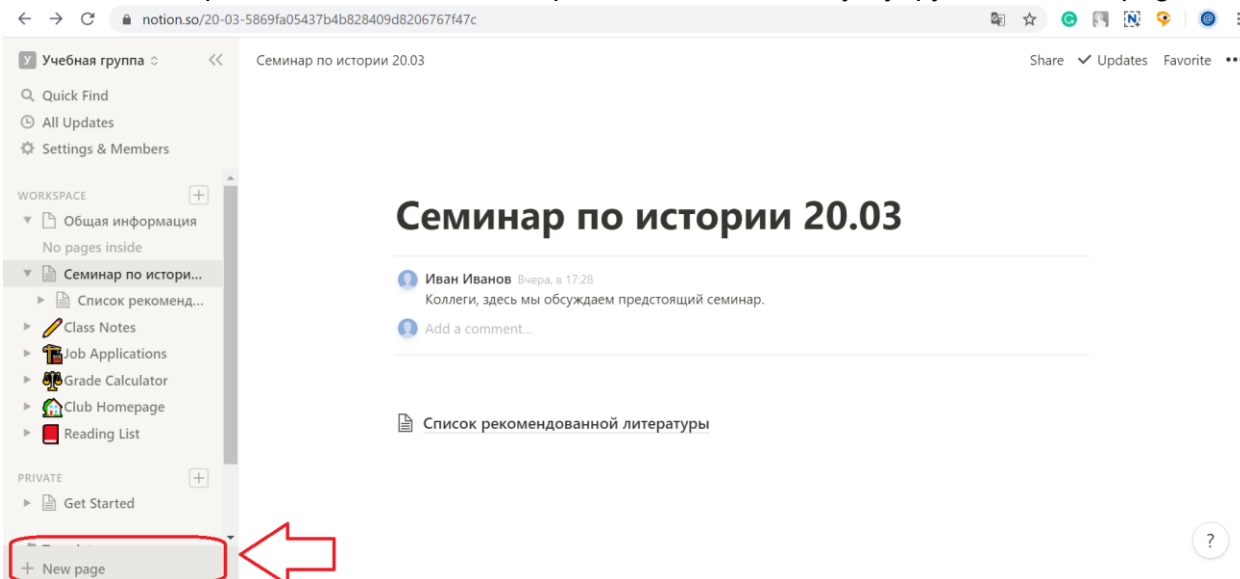 notion.so/20-03-5869fa05437b4b828409d8206767f47c
У Учебная группа
Семинар по истории 20.03
Share ✓ Updates Favorite •••
Quick Find
All Updates
Settings & Members
WORKSPACE
Общая информация
No pages inside
Семинар по истори...
Список рекоменд...
Class Notes
Job Applications
Grade Calculator
Club Homepage
Reading List
PRIVATE
Get Started
+ New page
Семинар по истории 20.03
Иван Иванов Вчера, в 17:28
Коллеги, здесь мы обсуждаем предстоящий семинар.
Add a comment...
Список рекомендованной литературы
?